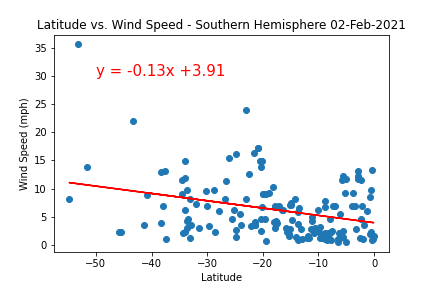 Latitude vs. Wind Speed - Southern Hemisphere 02-Feb-2021
35
y = -0.13x +3.91
30
25
20
15
10
5
0
Wind Speed (mph)
−50 −40 −30 −20 −10 0
Latitude